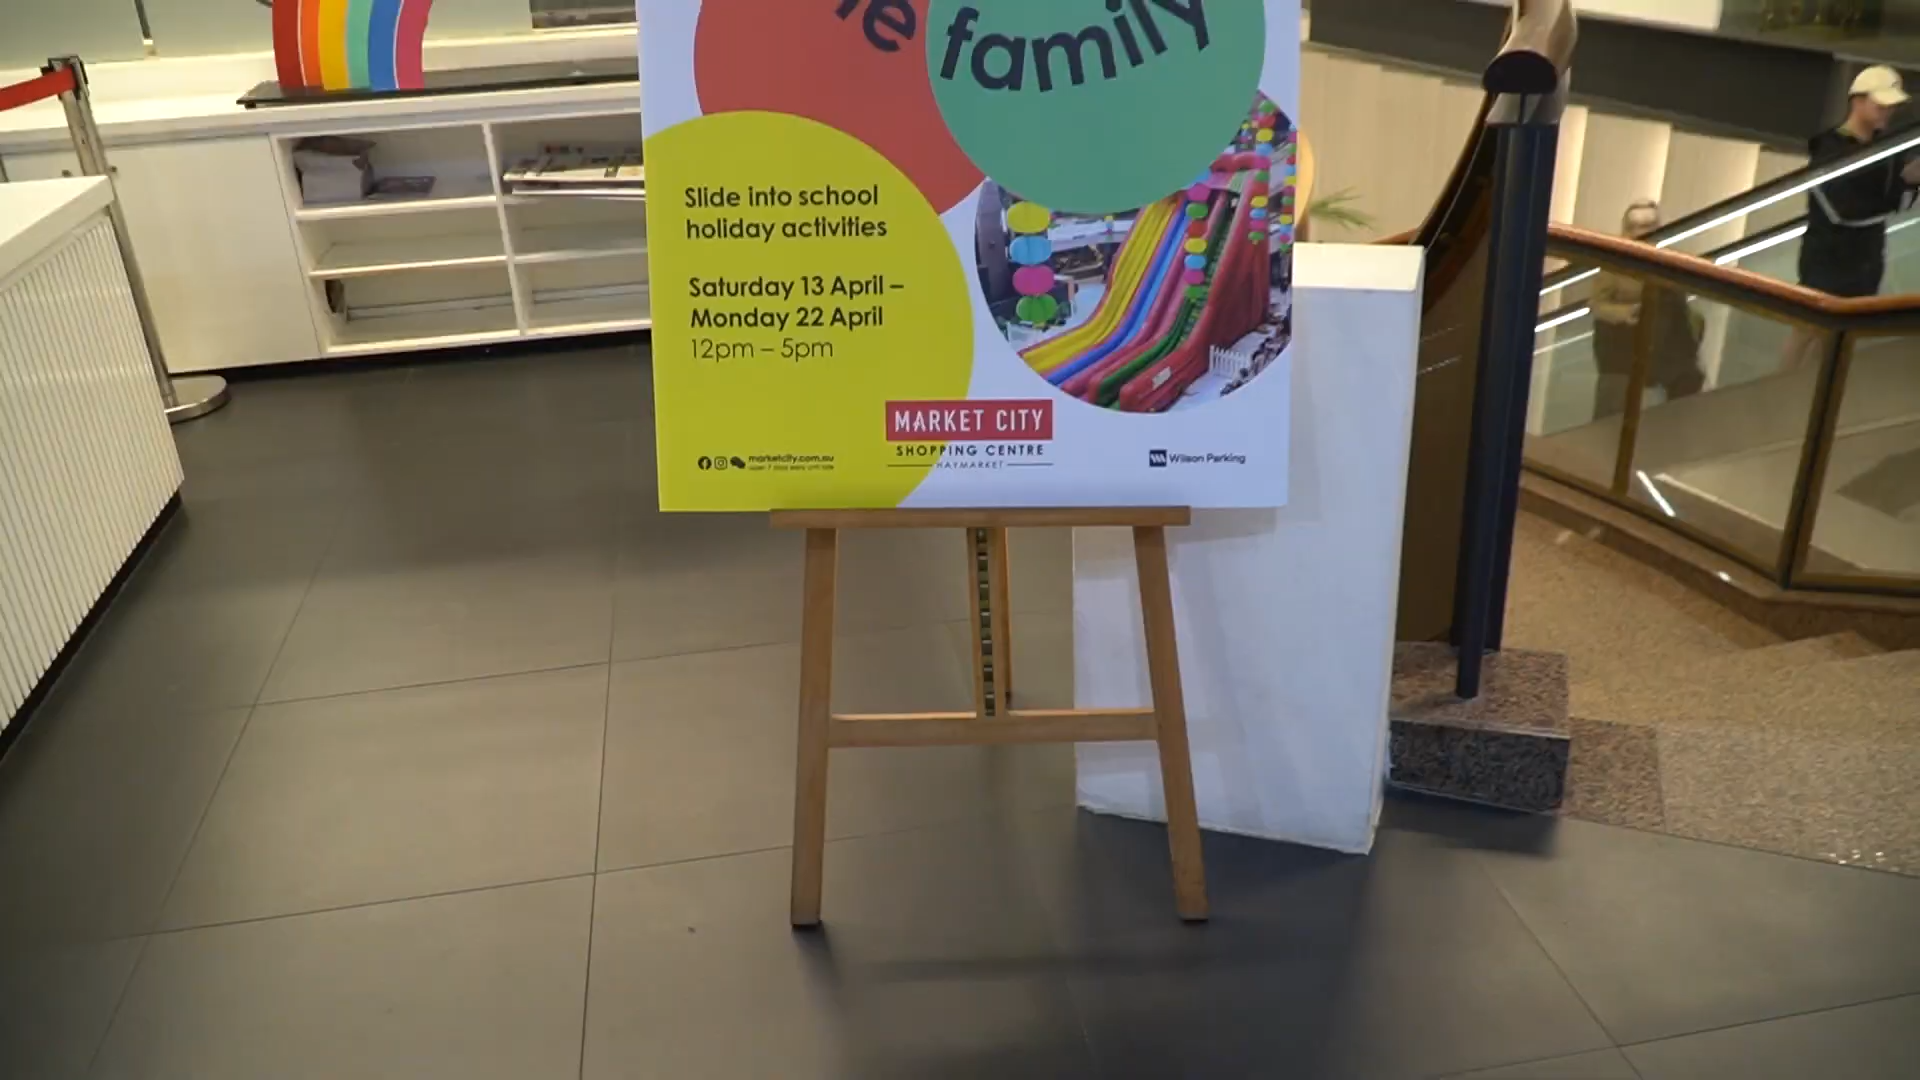 family
Slide into school
holiday activities
Saturday 13 April –
Monday 22 April
12pm – 5pm
MARKET CITY
SHOPPING CENTRE
HAYMARKET
marketcity.com.au
Wilson Parking